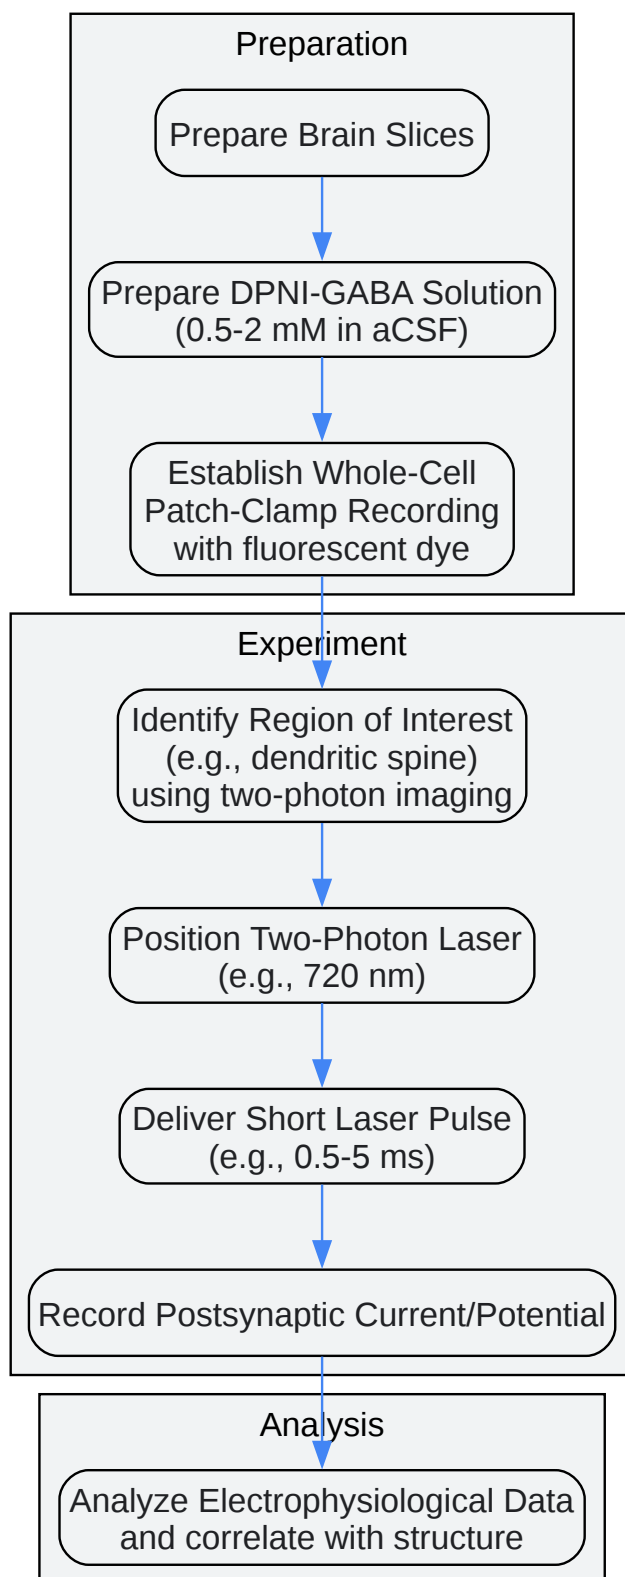 Preparation
Prepare Brain Slices
Prepare DPNI-GABA Solution
(0.5-2 mM in aCSF)
Establish Whole-Cell
Patch-Clamp Recording
with fluorescent dye
Experiment
Identify Region of Interest
(e.g., dendritic spine)
using two-photon imaging
Position Two-Photon Laser
(e.g., 720 nm)
Deliver Short Laser Pulse
(e.g., 0.5-5 ms)
Record Postsynaptic Current/Potential
Analysis
Analyze Electrophysiological Data
and correlate with structure